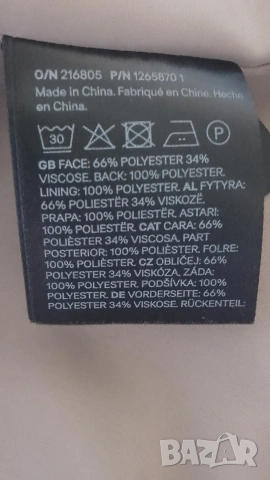 O/N 216805 P/N 1265870 1
Made in China. Fabriqué en Chine. Hecho
en China.
30 P
GB FACE: 66% POLYESTER 34%
VISCOSE. BACK: 100% POLYESTER.
LINING: 100% POLYESTER AL FYTYRA:
66% POLIESTËR 34% VISKOZË.
PRAPA: 100% POLIESTËR. ASTARI:
100% POLIESTËR CAT CARA: 66%
POLIÈSTER 34% VISCOSA. PART
POSTERIOR: 100% POLIÈSTER. FOLRE:
100% POLIÈSTER CZ OBLIČEJ: 66%
POLYESTER 34% VISKÓZA, ZÁDA:
100% POLYESTER. PODŠÍVKA: 100%
POLYESTER DE VORDERSEITE: 66%
POLYESTER 34% VISKOSE. RÜCKENTEIL:
bazar.bg